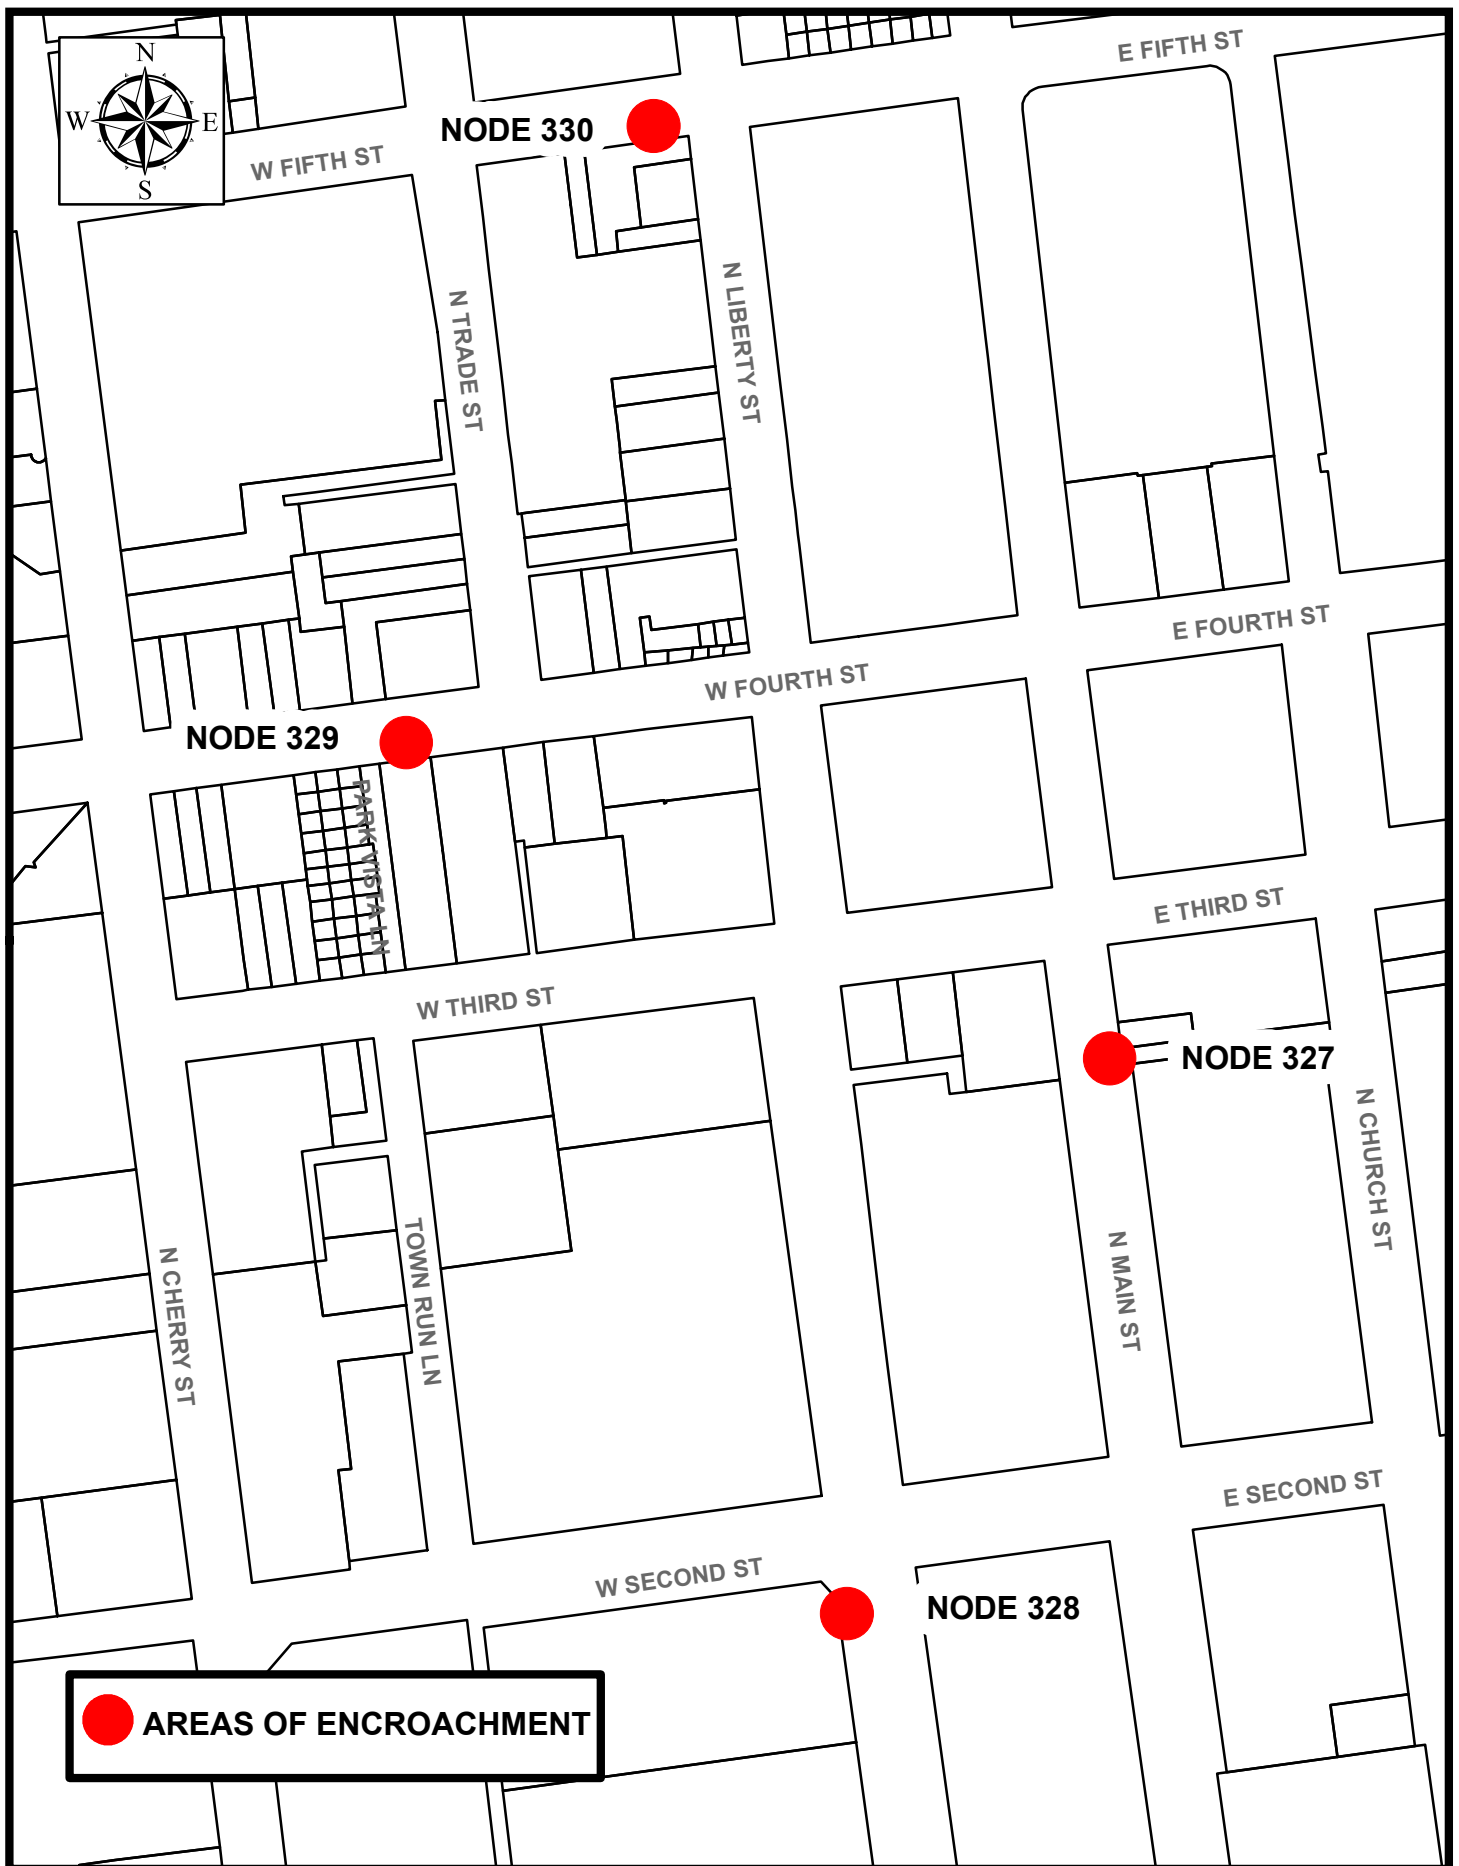 E FIFTH ST
N
W E
S
NODE 330
W FIFTH ST
N TRADE ST
N LIBERTY ST
E FOURTH ST
W FOURTH ST
NODE 329
PARK VISTA LN
E THIRD ST
W THIRD ST
NODE 327
N CHURCH ST
N CHERRY ST
TOWN RUN LN
N MAIN ST
E SECOND ST
W SECOND ST
NODE 328
AREAS OF ENCROACHMENT